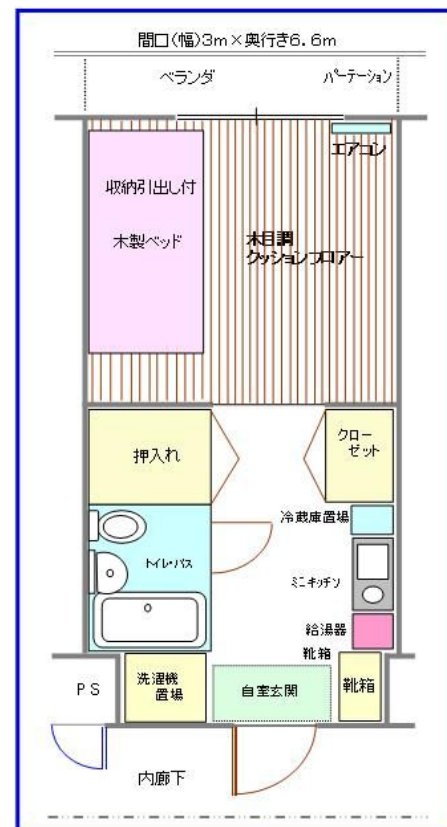 間口(幅)3m×奥行き6.6m
ベランダ
パーテーション
エアコン
収納引出し付
木製ベッド
木目調
クッションフロアー
押入れ
クロー
ゼット
冷蔵庫置場
トイレ・バス
ミニキッチン
給湯器
靴箱
PS
洗濯機
置場
自室玄関
靴箱
内廊下